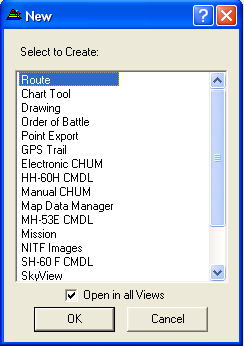 New
Select to Create:
Route
Chart Tool
Drawing
Order of Battle
Point Export
GPS Trail
Electronic CHUM
HH-60H CMDL
Manual CHUM
Map Data Manager
MH-53E CMDL
Mission
NITF Images
SH-60 F CMDL
SkyView
Open in all Views
OK
Cancel